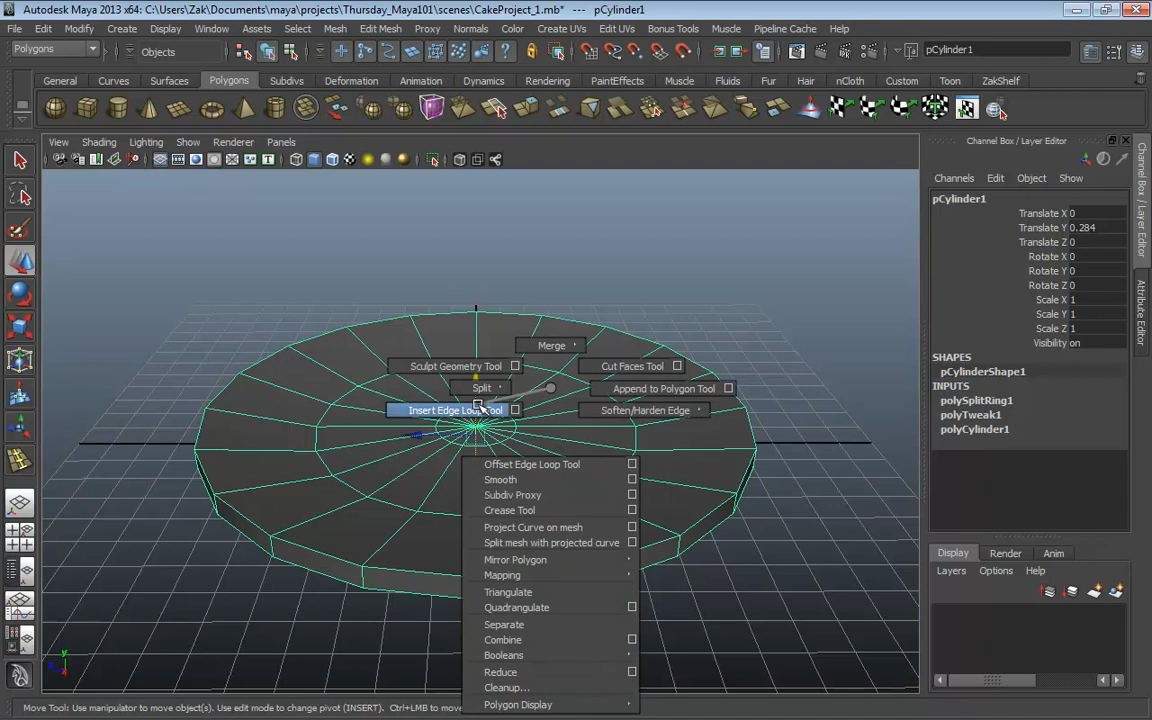 Autodesk Maya 2013 x64: C:\Users\Zak\Documents\maya\projects\Thursday_Maya101\scenes\CakeProject_1.mb* --- pCylinder1
File Edit Modify Create Display Window Assets Select Mesh Edit Mesh Proxy Normals Color Create UVs Edit UVs Bonus Tools Muscle Pipeline Cache Help
Polygons Objects pCylinder1
General Curves Surfaces Polygons Subdivs Deformation Animation Dynamics Rendering PaintEffects Muscle Fluids Fur Hair nCloth Custom Toon ZakShelf
View Shading Lighting Show Renderer Panels
Channel Box / Layer Editor
Channels Edit Object Show
pCylinder1
Translate X 0
Translate Y 0.284
Translate Z 0
Rotate X 0
Rotate Y 0
Rotate Z 0
Scale X 1
Scale Y 1
Scale Z 1
Visibility on
SHAPES
pCylinderShape1
INPUTS
polySplitRing1
polyTweak1
polyCylinder1
Channel Box / Layer Editor
Attribute Editor
Merge
Sculpt Geometry Tool Cut Faces Tool
Split Append to Polygon Tool
Insert Edge Loop Tool Soften/Harden Edge
Offset Edge Loop Tool
Smooth
Subdiv Proxy
Crease Tool
Project Curve on mesh
Split mesh with projected curve
Mirror Polygon
Mapping
Triangulate
Quadrangulate
Separate
Combine
Booleans
Reduce
Cleanup...
Polygon Display
Display Render Anim
Layers Options Help
y
z x
Move Tool: Use manipulator to move object(s). Use edit mode to change pivot (INSERT). Ctrl+LMB to move